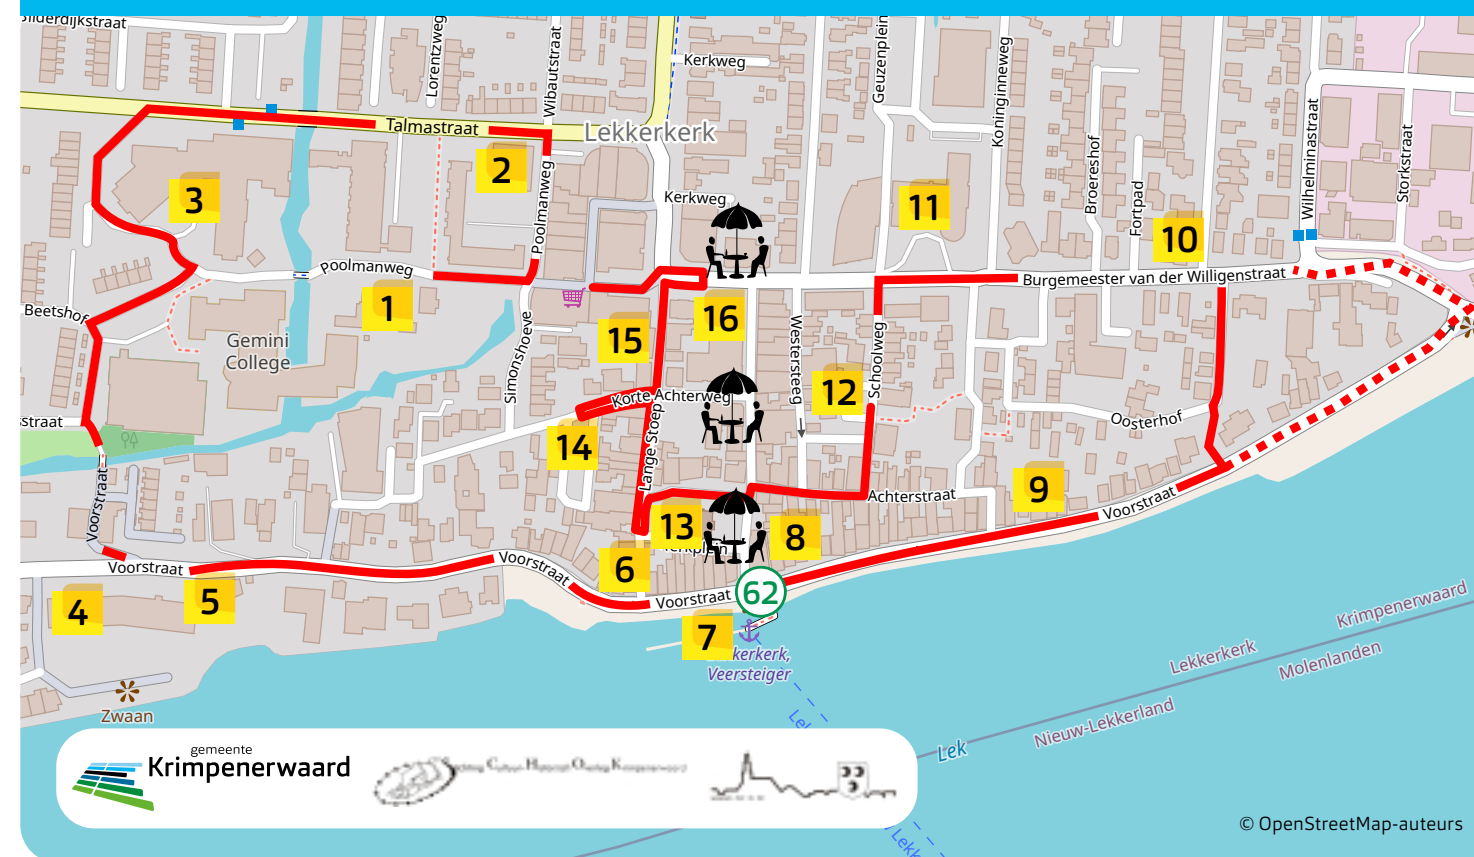 Bilderdijkstraat
Lorentzweg
Wibautstraat
Kerkweg
Geuzenplein
Koninginneweg
Talmastraat
Lekkerkerk
Wilhelminastraat
Storkstraat
Broereshof
Fortpad
2
3
Poolmanweg
Kerkweg
11
10
Poolmanweg
Burgemeester van der Willigenstraat
Beetshof
1
Gemini
College
Simonshoeve
15
16
Westersteeg
Schoolweg
12
Korte Achterweg
Oosterhof
straat
14
Lange Stoep
Voorstraat
Achterstraat
9
13
8
Voorstraat
Voorstraat
Voorstraat
6
Voorstraat
62
4
5
7
kerkerk,
Veersteiger
Zwaan
Krimpenerwaard
Lekkerkerk
Molenlanden
Nieuw-Lekkerland
Lek
gemeente
Krimpenerwaard
© OpenStreetMap-auteurs